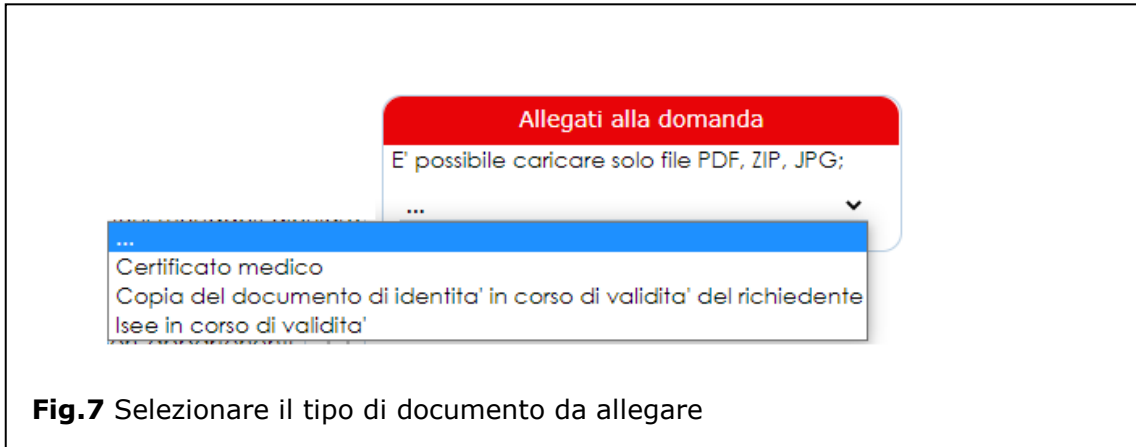 Allegati alla domanda
E' possibile caricare solo file PDF, ZIP, JPG;
...
...
Certificato medico
Copia del documento di identita' in corso di validita' del richiedente
Isee in corso di validita'
Fig.7 Selezionare il tipo di documento da allegare